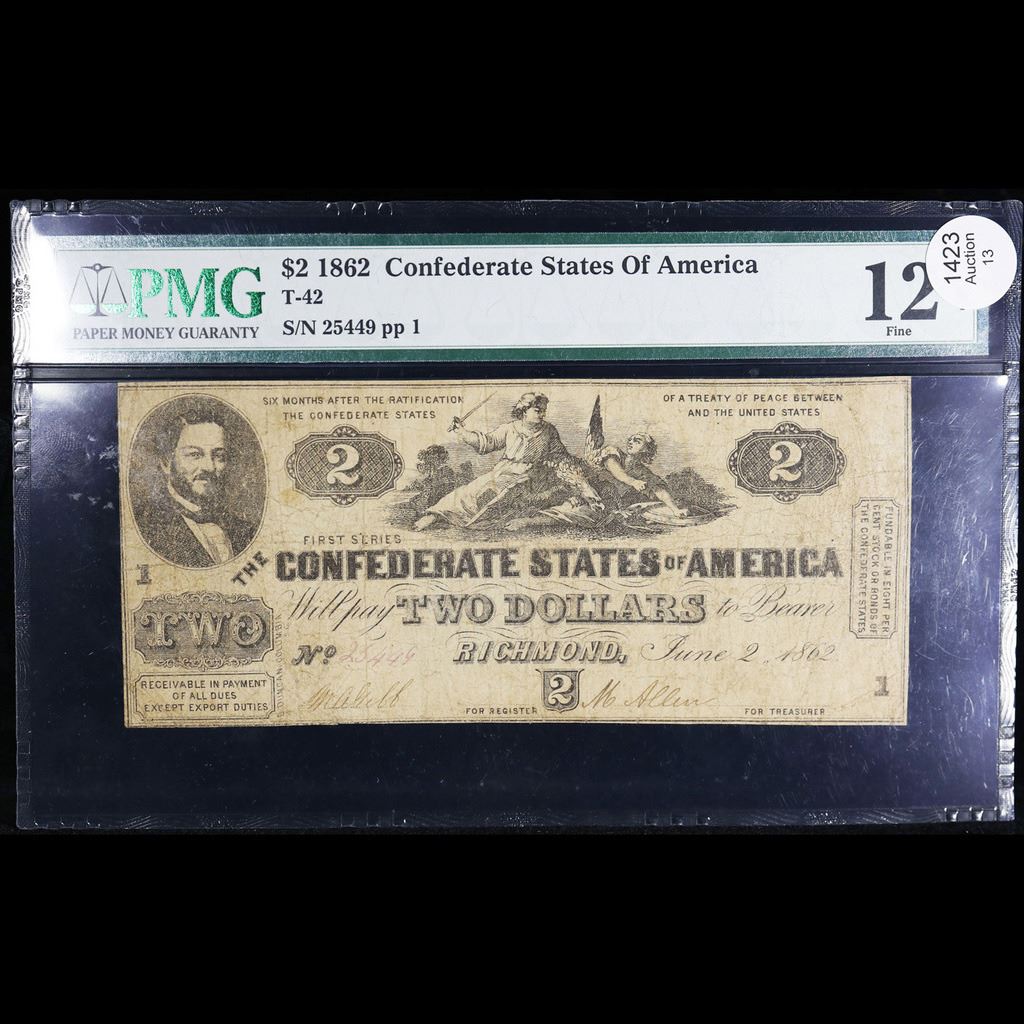 PMG
PAPER MONEY GUARANTY
$2 1862 Confederate States Of America
T-42
S/N 25449 pp 1
12
Fine
1423
Auction
13
SIX MONTHS AFTER THE RATIFICATION
THE CONFEDERATE STATES
OF A TREATY OF PEACE BETWEEN
AND THE UNITED STATES
2
2
FIRST SERIES
THE CONFEDERATE STATES OF AMERICA
1
Will pay TWO DOLLARS to Bearer
TWO
No 25449
RICHMOND, June 2, 1862
FUNDABLE IN EIGHT PER
CENT STOCK OR BONDS OF
THE CONFEDERATE STATES
RECEIVABLE IN PAYMENT
OF ALL DUES
EXCEPT EXPORT DUTIES
FOR REGISTER
2
M Allen
FOR TREASURER
1